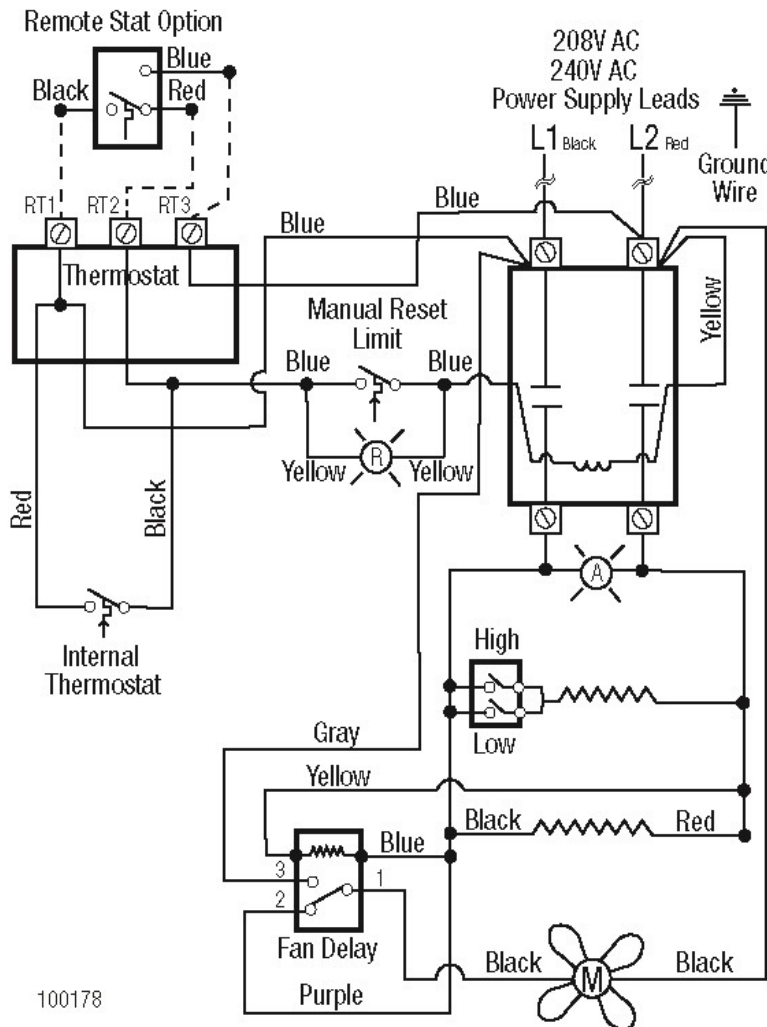 Remote Stat Option
Blue
Black
Red
RT1
RT2
RT3
Thermostat
208V AC
240V AC
Power Supply Leads
L1 Black
L2 Red
Ground
Wire
Blue
Blue
Yellow
Manual Reset
Limit
Blue
Blue
R
Yellow
Yellow
Red
Black
Internal
Thermostat
A
High
Low
Gray
Yellow
Black
Red
Blue
3
2
1
Fan Delay
Purple
Black
M
Black
100178